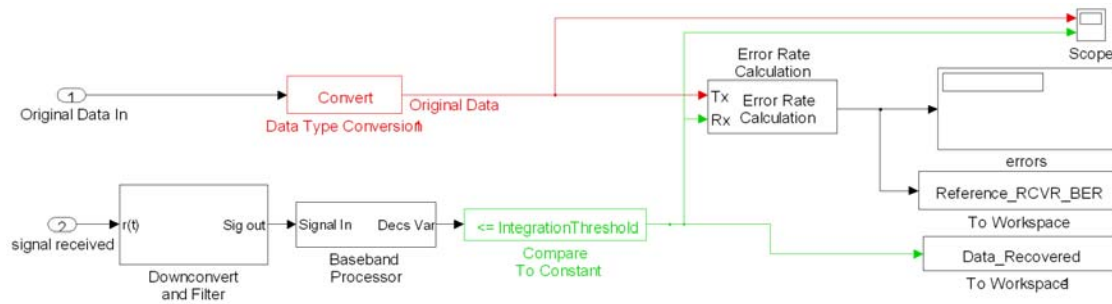 Scope
Error Rate
Calculation
1
Original Data In
Convert
Original Data
Data Type Conversion1
Tx
Rx
Error Rate
Calculation
errors
Reference_RCVR_BER
To Workspace
2
signal received
r(t)
Sig out
Downconvert
and Filter
Signal In
Decs Var
Baseband
Processor
<= IntegrationThreshold
Compare
To Constant
Data_Recovered
To Workspace1